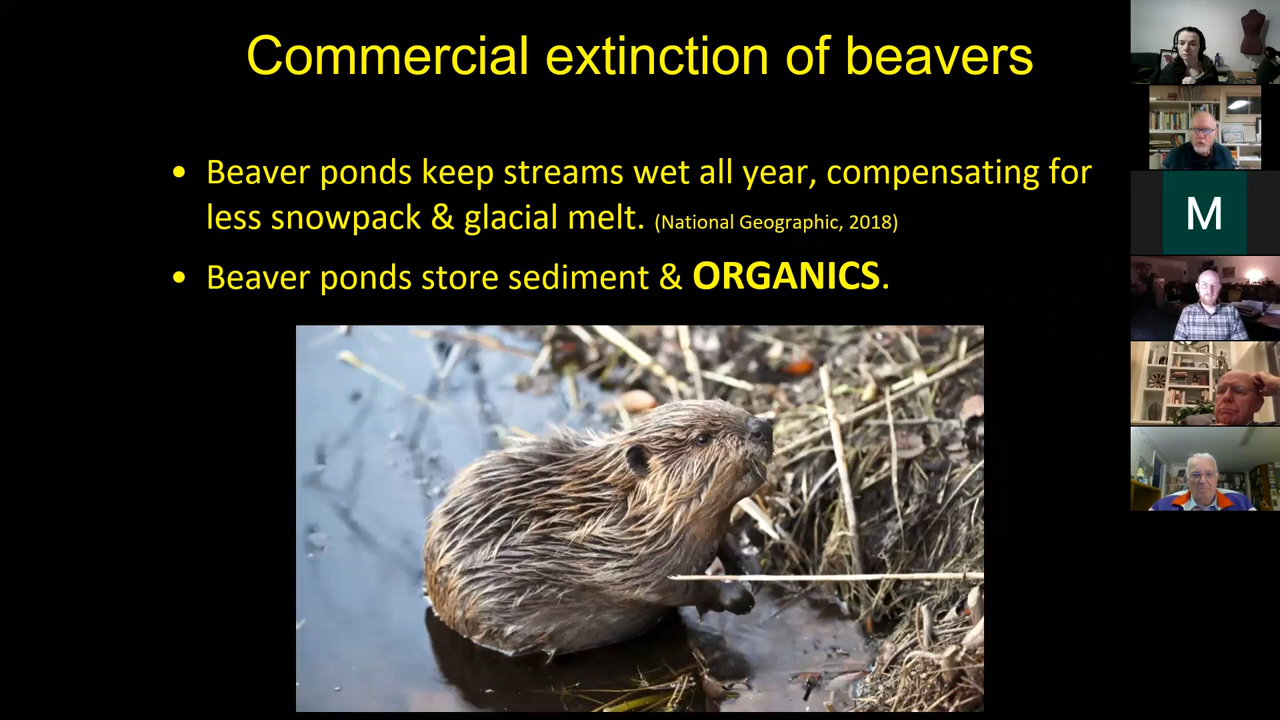 Commercial extinction of beavers
• Beaver ponds keep streams wet all year, compensating for
less snowpack & glacial melt. (National Geographic, 2018)
• Beaver ponds store sediment & ORGANICS.
M